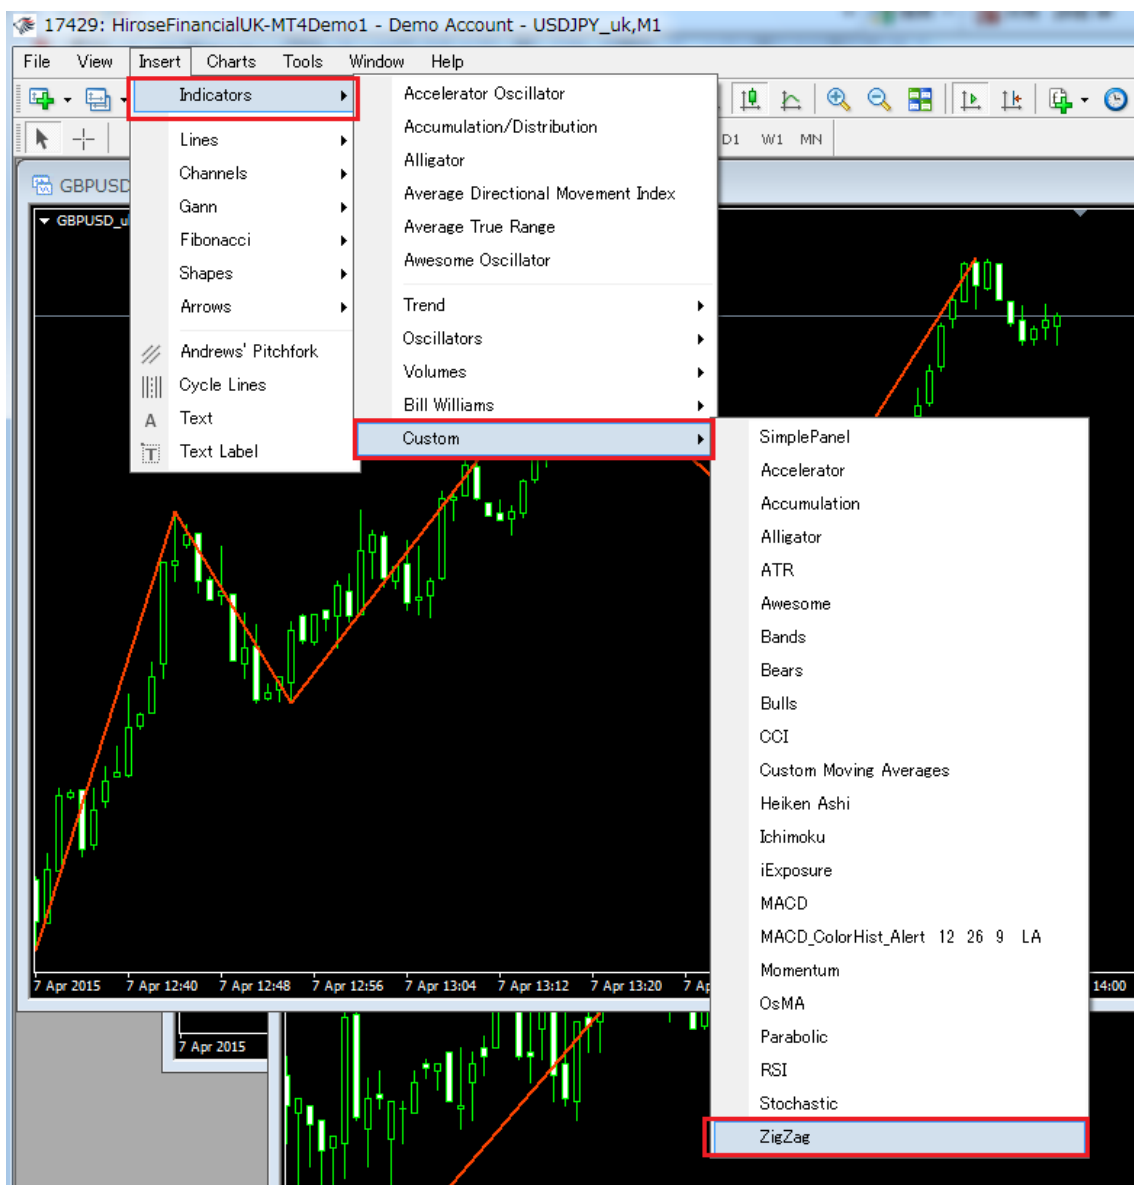 17429: HiroseFinancialUK-MT4Demo1 - Demo Account - USDJPY_uk,M1
File View Insert Charts Tools Window Help
Indicators
Lines
Channels
Gann
Fibonacci
Shapes
Arrows
Andrews' Pitchfork
Cycle Lines
A Text
T Text Label
Accelerator Oscillator
Accumulation/Distribution
Alligator
Average Directional Movement Index
Average True Range
Awesome Oscillator
Trend
Oscillators
Volumes
Bill Williams
Custom
D1 W1 MN
SimplePanel
Accelerator
Accumulation
Alligator
ATR
Awesome
Bands
Bears
Bulls
CCI
Custom Moving Averages
Heiken Ashi
Ichimoku
iExposure
MACD
MACD_ColorHist_Alert 12 26 9 LA
Momentum
OsMA
Parabolic
RSI
Stochastic
ZigZag
GBPUSD
GBPUSD_u
7 Apr 2015 7 Apr 12:40 7 Apr 12:48 7 Apr 12:56 7 Apr 13:04 7 Apr 13:12 7 Apr 13:20 7 Ap 14:00
7 Apr 2015